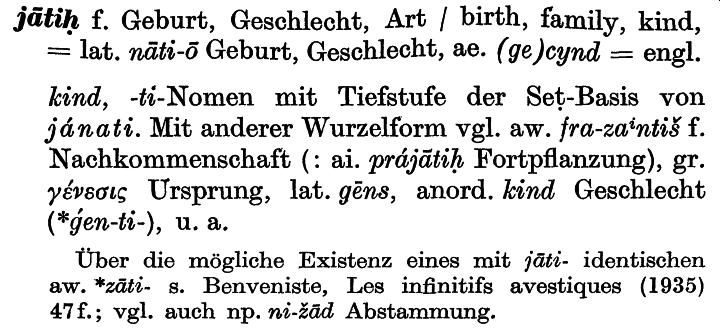 jātiḥ f. Geburt, Geschlecht, Art / birth, family, kind,
= lat. nāti-ō Geburt, Geschlecht, ae. (ge)cynd = engl.
kind, -ti-Nomen mit Tiefstufe der Seṭ-Basis von
jánati. Mit anderer Wurzelform vgl. aw. fra-zaⁱntiš f.
Nachkommenschaft (: ai. prájātiḥ Fortpflanzung), gr.
γένεσις Ursprung, lat. gēns, anord. kind Geschlecht
(*ǵen-ti-), u. a.
Über die mögliche Existenz eines mit jāti- identischen
aw. *zāti- s. Benveniste, Les infinitifs avestiques (1935)
47 f.; vgl. auch np. ni-žād Abstammung.